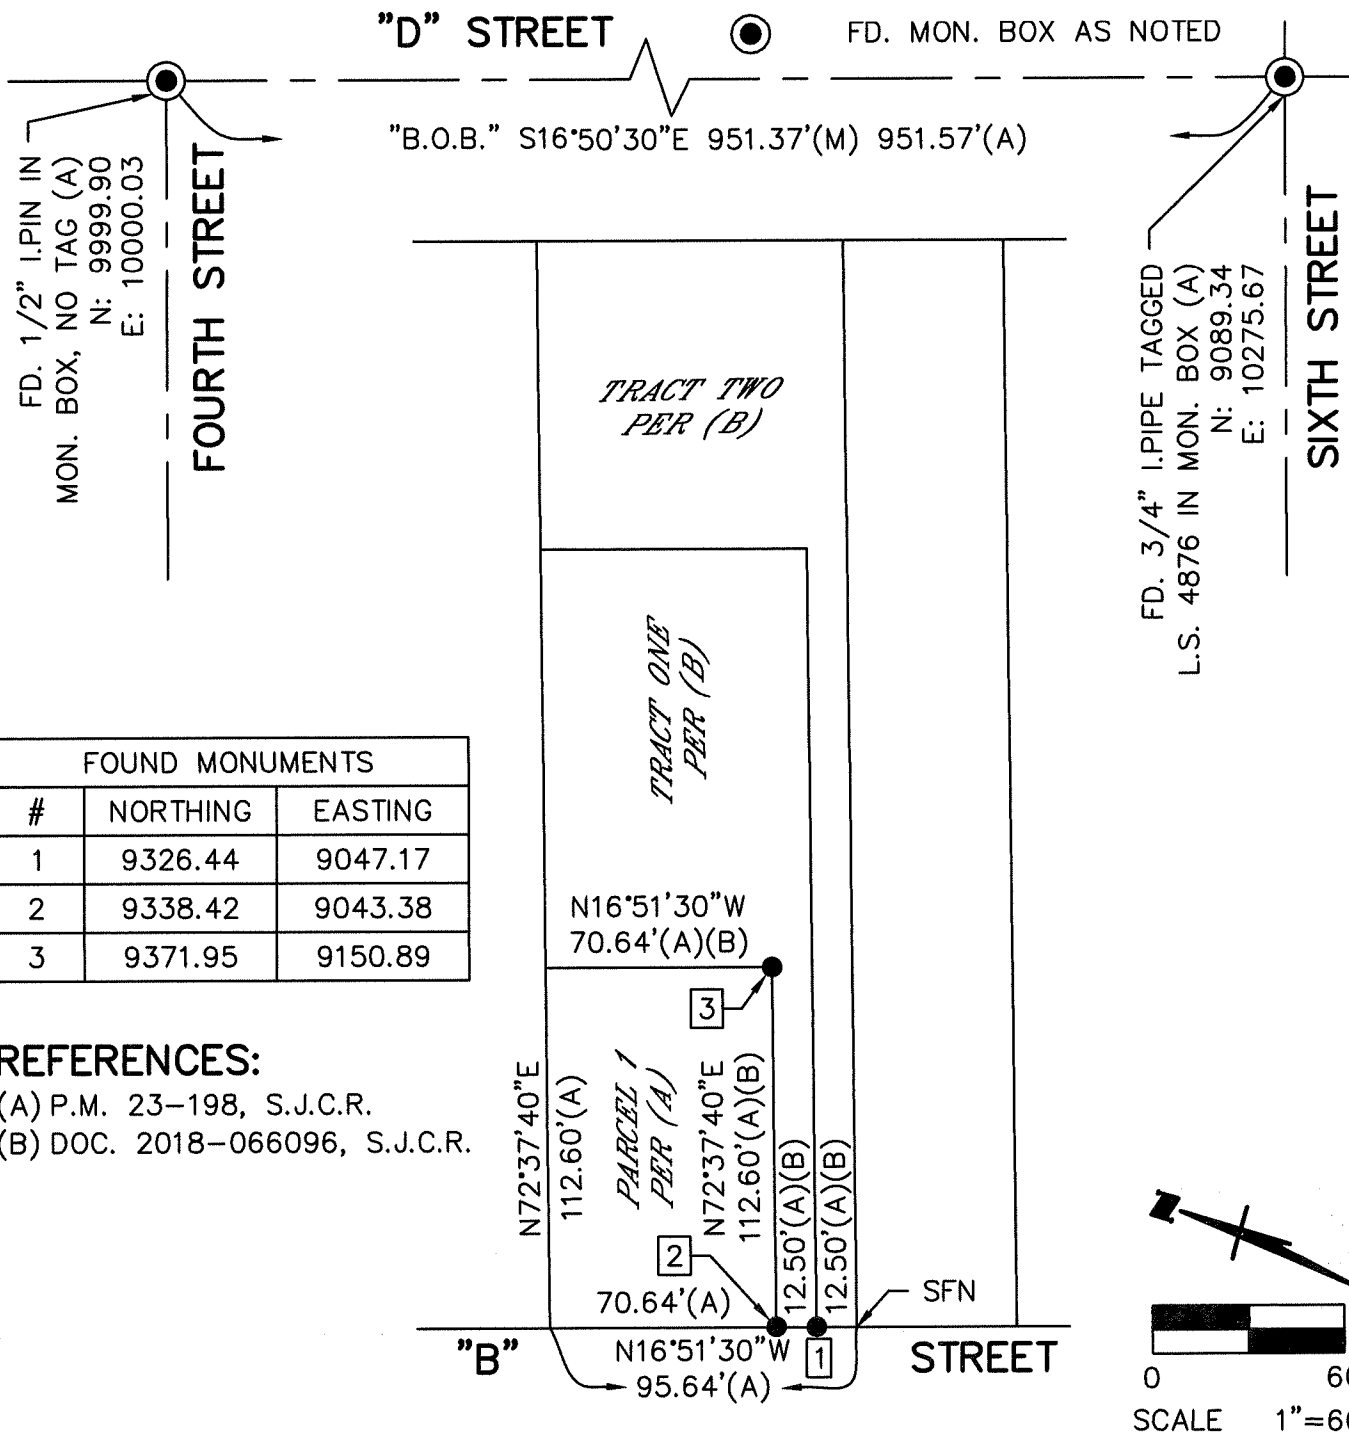 "D" STREET
FD. MON. BOX AS NOTED
"B.O.B." S16°50'30"E 951.37'(M) 951.57'(A)
FD. 1/2" I.PIN IN
MON. BOX, NO TAG (A)
N: 9999.90
E: 10000.03
FOURTH STREET
FD. 3/4" I.PIPE TAGGED
L.S. 4876 IN MON. BOX (A)
N: 9089.34
E: 10275.67
SIXTH STREET
TRACT TWO
PER (B)
TRACT ONE
PER (B)
FOUND MONUMENTS
# NORTHING EASTING
1 9326.44 9047.17
2 9338.42 9043.38
3 9371.95 9150.89
N16°51'30"W
70.64'(A)(B)
3
REFERENCES:
(A) P.M. 23-198, S.J.C.R.
(B) DOC. 2018-066096, S.J.C.R.
N72°37'40"E
112.60'(A)
PARCEL 1
PER (A)
N72°37'40"E
112.60'(A)(B)
12.50'(A)(B)
12.50'(A)(B)
2
70.64'(A)
SFN
"B" STREET
N16°51'30"W
1
95.64'(A)
N
0
SCALE